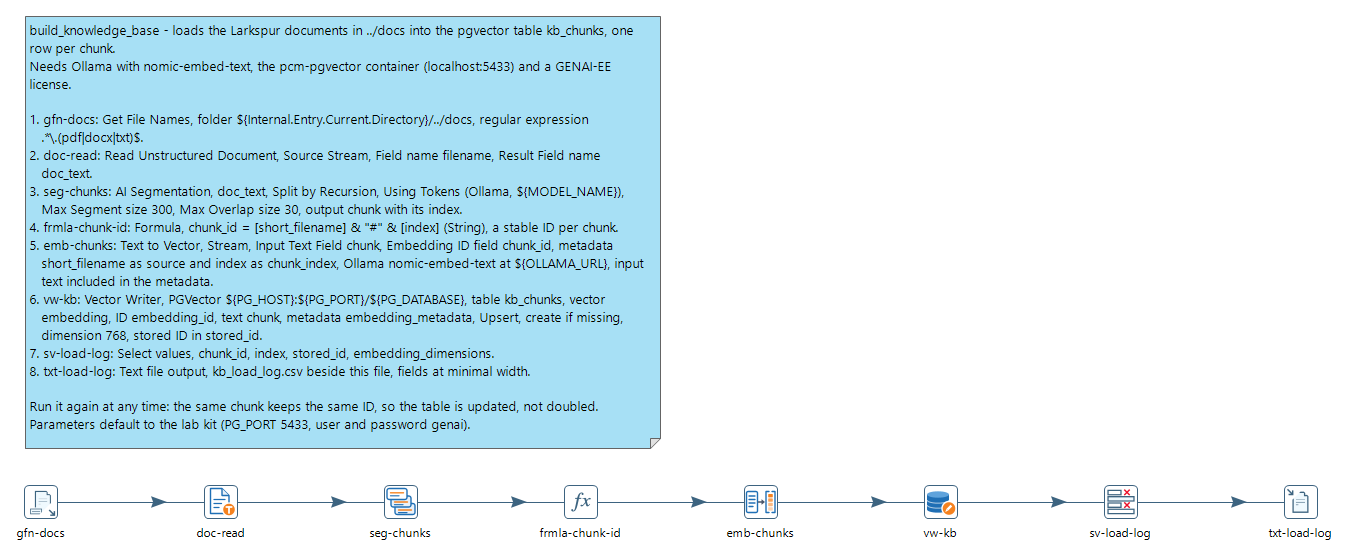 build_knowledge_base - loads the Larkspur documents in ../docs into the pgvector table kb_chunks, one
row per chunk.
Needs Ollama with nomic-embed-text, the pcm-pgvector container (localhost:5433) and a GENAI-EE
license.
1. gfn-docs: Get File Names, folder ${Internal.Entry.Current.Directory}/../docs, regular expression
.*\.(pdf|docx|txt)$.
2. doc-read: Read Unstructured Document, Source Stream, Field name filename, Result Field name
doc_text.
3. seg-chunks: AI Segmentation, doc_text, Split by Recursion, Using Tokens (Ollama, ${MODEL_NAME}),
Max Segment size 300, Max Overlap size 30, output chunk with its index.
4. frmla-chunk-id: Formula, chunk_id = [short_filename] & "#" & [index] (String), a stable ID per chunk.
5. emb-chunks: Text to Vector, Stream, Input Text Field chunk, Embedding ID field chunk_id, metadata
short_filename as source and index as chunk_index, Ollama nomic-embed-text at ${OLLAMA_URL}, input
text included in the metadata.
6. vw-kb: Vector Writer, PGVector ${PG_HOST}:${PG_PORT}/${PG_DATABASE}, table kb_chunks, vector
embedding, ID embedding_id, text chunk, metadata embedding_metadata, Upsert, create if missing,
dimension 768, stored ID in stored_id.
7. sv-load-log: Select values, chunk_id, index, stored_id, embedding_dimensions.
8. txt-load-log: Text file output, kb_load_log.csv beside this file, fields at minimal width.
Run it again at any time: the same chunk keeps the same ID, so the table is updated, not doubled.
Parameters default to the lab kit (PG_PORT 5433, user and password genai).
gfn-docs doc-read seg-chunks frmla-chunk-id emb-chunks vw-kb sv-load-log txt-load-log